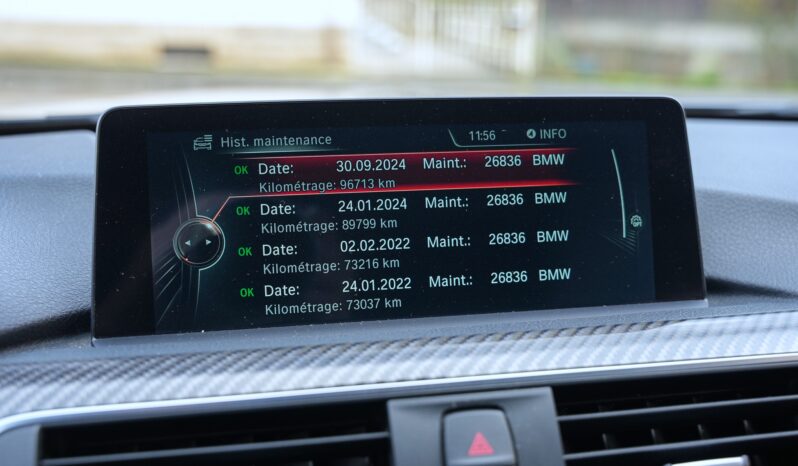 Hist. maintenance 11:56 INFO
OK Date: 30.09.2024 Maint.: 26836 BMW
Kilométrage: 96713 km
OK Date: 24.01.2024 Maint.: 26836 BMW
Kilométrage: 89799 km
OK Date: 02.02.2022 Maint.: 26836 BMW
Kilométrage: 73216 km
OK Date: 24.01.2022 Maint.: 26836 BMW
Kilométrage: 73037 km